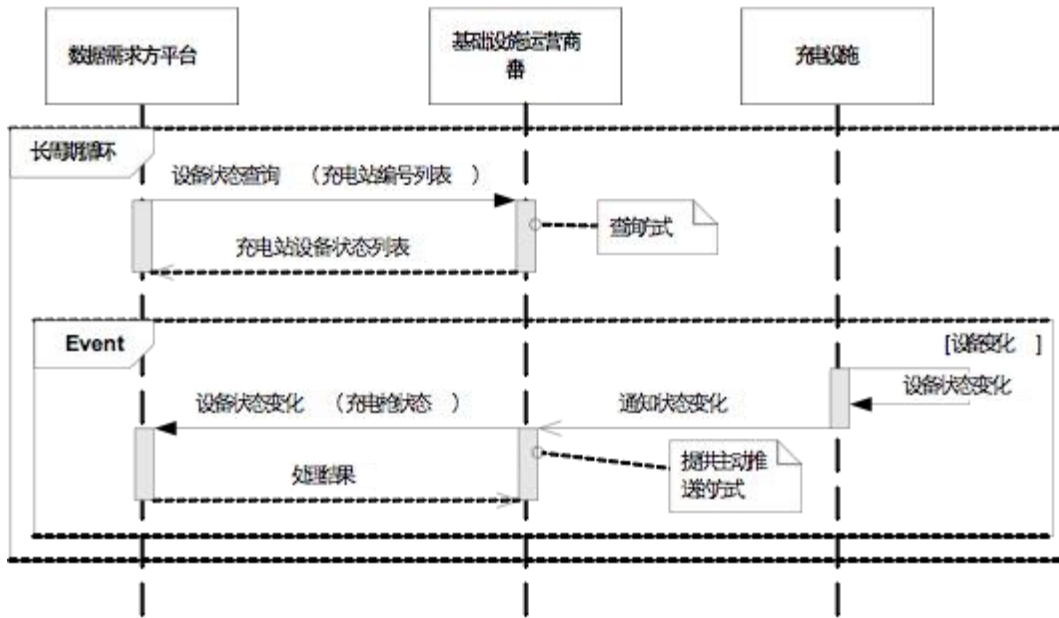 数据需求方平台
基础设施运营商
充电设施
长周期循环
设备状态查询 （充电站编号列表 ）
查询方式
充电站设备状态列表
Event
[设备变化 ]
设备状态变化
设备状态变化 （充电枪状态 ）
通知状态变化
提供主动推
送的方式
处理结果